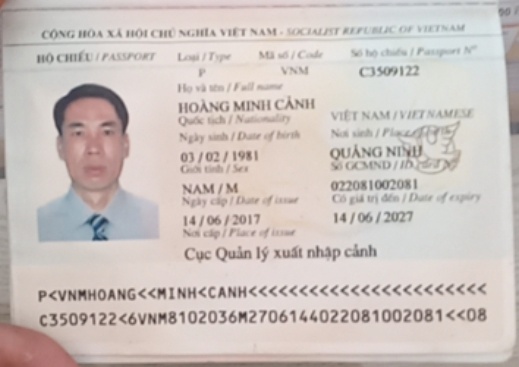 CỘNG HÒA XÃ HỘI CHỦ NGHĨA VIỆT NAM - SOCIALIST REPUBLIC OF VIETNAM
HỘ CHIẾU / PASSPORT Loại / Type Mã số / Code Số hộ chiếu / Passport Nº
P VNM C3509122
Họ và tên / Full name
HOÀNG MINH CẢNH
Quốc tịch / Nationality VIỆT NAM / VIETNAMESE
Ngày sinh / Date of birth Nơi sinh / Place
03 / 02 / 1981 QUẢNG NINH
Giới tính / Sex Số GCMND / ID
NAM / M 022081002081
Ngày cấp / Date of issue Có giá trị đến / Date of expiry
14 / 06 / 2017 14 / 06 / 2027
Nơi cấp / Place of issue
Cục Quản lý xuất nhập cảnh
P<VNMHOANG<<MINH<CANH<<<<<<<<<<<<<<<<<<<<<<<
C3509122<6VNM8102036M2706144022081002081<<08